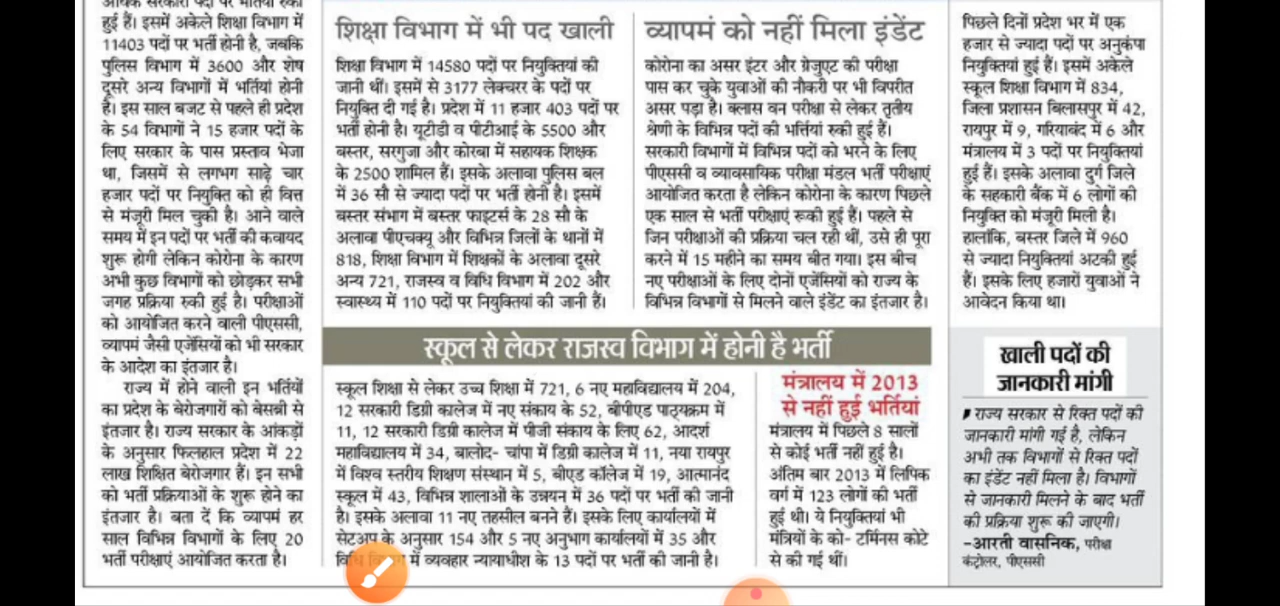 हुई हैं। इसमें अकेले शिक्षा विभाग में
11403 पदों पर भर्ती होनी है, जबकि
पुलिस विभाग में 3600 और शेष
दूसरे अन्य विभागों में भर्तियां होनी
है। इस साल बजट से पहले ही प्रदेश
के 54 विभागों ने 15 हजार पदों के
लिए सरकार के पास प्रस्ताव भेजा
था, जिसमें से लगभग साढ़े चार
हजार पदों पर नियुक्ति को ही वित्त
से मंजूरी मिल चुकी है। आने वाले
समय में इन पदों पर भर्ती की कवायद
शुरू होगी लेकिन कोरोना के कारण
अभी कुछ विभागों को छोड़कर सभी
जगह प्रक्रिया रुकी हुई है। परीक्षाओं
को आयोजित करने वाली पीएससी,
व्यापमं जैसी एजेंसियों को भी सरकार
के आदेश का इंतजार है।
राज्य में होने वाली इन भर्तियों
का प्रदेश के बेरोजगारों को बेसब्री से
इंतजार है। राज्य सरकार के आंकड़ों
के अनुसार फिलहाल प्रदेश में 22
लाख शिक्षित बेरोजगार हैं। इन सभी
को भर्ती प्रक्रियाओं के शुरू होने का
इंतजार है। बता दें कि व्यापमं हर
साल विभिन्न विभागों के लिए 20
भर्ती परीक्षाएं आयोजित करता है।
शिक्षा विभाग में भी पद खाली
शिक्षा विभाग में 14580 पदों पर नियुक्तियां की
जानी थीं। इसमें से 3177 लेक्चरर के पदों पर
नियुक्ति दी गई है। प्रदेश में 11 हजार 403 पदों पर
भर्ती होनी है। यूटीडी व पीटीआई के 5500 और
बस्तर, सरगुजा और कोरबा में सहायक शिक्षक
के 2500 शामिल हैं। इसके अलावा पुलिस बल
में 36 सौ से ज्यादा पदों पर भर्ती होनी है। इसमें
बस्तर संभाग में बस्तर फाइटर्स के 28 सौ के
अलावा पीएचक्यू और विभिन्न जिलों के थानों में
818, शिक्षा विभाग में शिक्षकों के अलावा दूसरे
अन्य 721, राजस्व व विधि विभाग में 202 और
स्वास्थ्य में 110 पदों पर नियुक्तियां की जानी हैं।
व्यापमं को नहीं मिला इंडेंट
कोरोना का असर इंटर और ग्रेजुएट की परीक्षा
पास कर चुके युवाओं की नौकरी पर भी विपरीत
असर पड़ा है। क्लास वन परीक्षा से लेकर तृतीय
श्रेणी के विभिन्न पदों की भर्त्तियां रुकी हुई हैं।
सरकारी विभागों में विभिन्न पदों को भरने के लिए
पीएससी व व्यावसायिक परीक्षा मंडल भर्ती परीक्षाएं
आयोजित करता है लेकिन कोरोना के कारण पिछले
एक साल से भर्ती परीक्षाएं रूकी हुई हैं। पहले से
जिन परीक्षाओं की प्रक्रिया चल रही थीं, उसे ही पूरा
करने में 15 महीने का समय बीत गया। इस बीच
नए परीक्षाओं के लिए दोनों एजेंसियों को राज्य के
विभिन्न विभागों से मिलने वाले इंडेंट का इंतजार है।
पिछले दिनों प्रदेश भर में एक
हजार से ज्यादा पदों पर अनुकंपा
नियुक्तियां हुई हैं। इसमें अकेले
स्कूल शिक्षा विभाग में 834,
जिला प्रशासन बिलासपुर में 42,
रायपुर में 9, गरियाबंद में 6 और
मंत्रालय में 3 पदों पर नियुक्तियां
हुई हैं। इसके अलावा दुर्ग जिले
के सहकारी बैंक में 6 लोगों की
नियुक्ति को मंजूरी मिली है।
हालांकि, बस्तर जिले में 960
से ज्यादा नियुक्तियां अटकी हुई
हैं। इसके लिए हजारों युवाओं ने
आवेदन किया था।
स्कूल से लेकर राजस्व विभाग में होनी है भर्ती
स्कूल शिक्षा से लेकर उच्च शिक्षा में 721, 6 नए महाविद्यालय में 204,
12 सरकारी डिग्री कालेज में नए संकाय के 52, बीपीएड पाठ्यक्रम में
11, 12 सरकारी डिग्री कालेज में पीजी संकाय के लिए 62, आदर्श
महाविद्यालय में 34, बालोद- चांपा में डिग्री कालेज में 11, नया रायपुर
में विश्व स्तरीय शिक्षण संस्थान में 5, बीएड कॉलेज में 19, आत्मानंद
स्कूल में 43, विभिन्न शालाओं के उन्नयन में 36 पदों पर भर्ती की जानी
है। इसके अलावा 11 नए तहसील बनने हैं। इसके लिए कार्यालयों में
सेटअप के अनुसार 154 और 5 नए अनुभाग कार्यालयों में 35 और
में व्यवहार न्यायाधीश के 13 पदों पर भर्ती की जानी है।
मंत्रालय में 2013
से नहीं हुई भर्तियां
मंत्रालय में पिछले 8 सालों
से कोई भर्ती नहीं हुई है।
अंतिम बार 2013 में लिपिक
वर्ग में 123 लोगों की भर्ती
हुई थी। ये नियुक्तियां भी
मंत्रियों के को- टर्मिनस कोटे
से की गई थीं।
खाली पदों की
जानकारी मांगी
राज्य सरकार से रिक्त पदों की
जानकारी मांगी गई है, लेकिन
अभी तक विभागों से रिक्त पदों
का इंडेंट नहीं मिला है। विभागों
से जानकारी मिलने के बाद भर्ती
की प्रक्रिया शुरू की जाएगी।
-आरती वासनिक, परीक्षा
कंट्रोलर, पीएससी